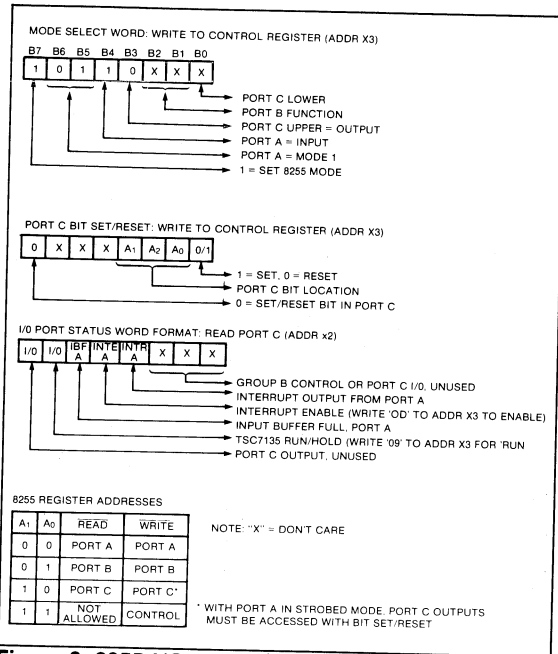 MODE SELECT WORD: WRITE TO CONTROL REGISTER (ADDR X3)
B7 B6 B5 B4 B3 B2 B1 B0
1 0 1 1 0 X X X
PORT C LOWER
PORT B FUNCTION
PORT C UPPER = OUTPUT
PORT A = INPUT
PORT A = MODE 1
1 = SET 8255 MODE
PORT C BIT SET/RESET: WRITE TO CONTROL REGISTER (ADDR X3)
0 X X X A1 A2 A0 0/1
1 = SET, 0 = RESET
PORT C BIT LOCATION
0 = SET/RESET BIT IN PORT C
I/0 PORT STATUS WORD FORMAT: READ PORT C (ADDR x2)
I/0 I/0 IBF A INTE A INTR A X X X
GROUP B CONTROL OR PORT C I/0, UNUSED
INTERRUPT OUTPUT FROM PORT A
INTERRUPT ENABLE (WRITE '0D' TO ADDR X3 TO ENABLE)
INPUT BUFFER FULL, PORT A
TSC7135 RUN/HOLD (WRITE '09' TO ADDR X3 FOR 'RUN
PORT C OUTPUT, UNUSED
8255 REGISTER ADDRESSES
A1 A0 READ WRITE
0 0 PORT A PORT A
0 1 PORT B PORT B
1 0 PORT C PORT C*
1 1 NOT ALLOWED CONTROL
NOTE: "X" = DON'T CARE
* WITH PORT A IN STROBED MODE, PORT C OUTPUTS
MUST BE ACCESSED WITH BIT SET/RESET